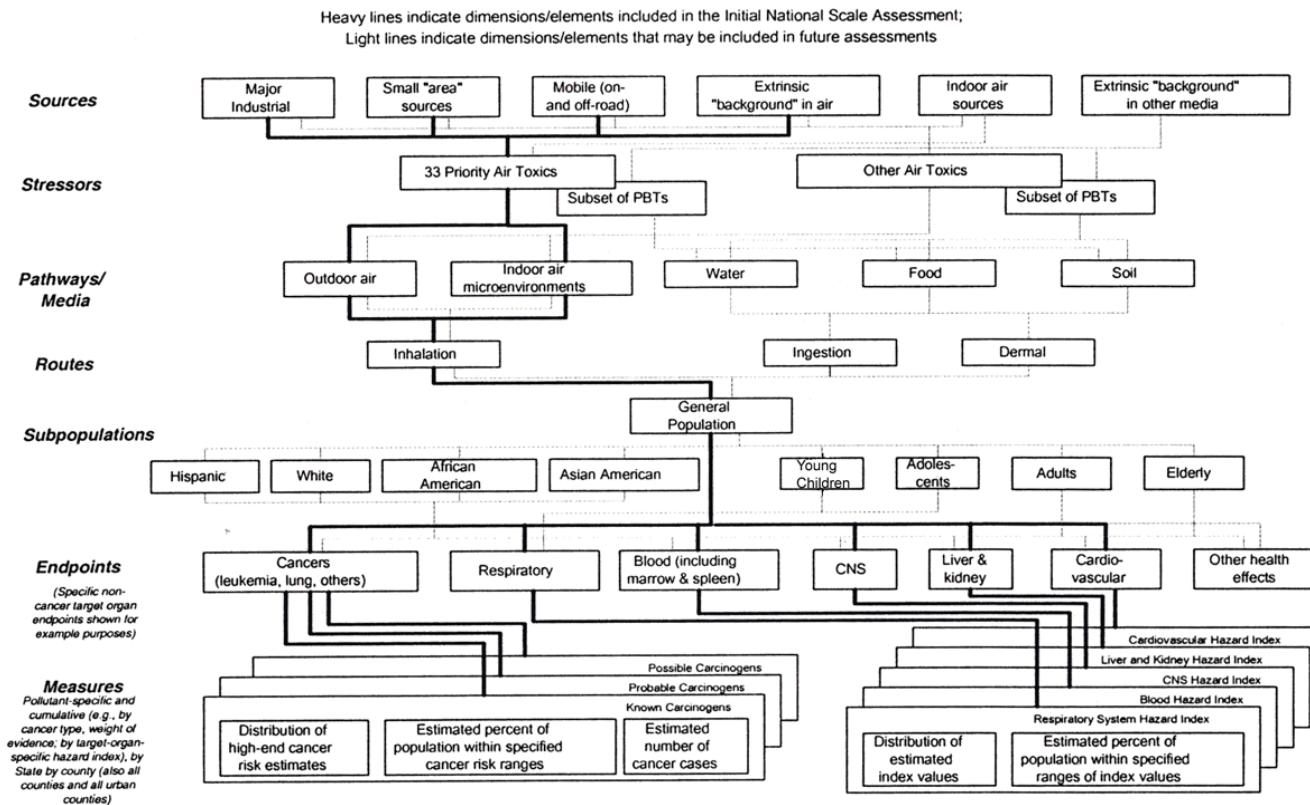 Heavy lines indicate dimensions/elements included in the Initial National Scale Assessment;
Light lines indicate dimensions/elements that may be included in future assessments
Sources
Major
Industrial
Small "area"
sources
Mobile (on-
and off-road)
Extrinsic
"background" in air
Indoor air
sources
Extrinsic "background"
in other media
Stressors
33 Priority Air Toxics
Subset of PBTs
Other Air Toxics
Subset of PBTs
Pathways/
Media
Outdoor air
Indoor air
microenvironments
Water
Food
Soil
Routes
Inhalation
Ingestion
Dermal
Subpopulations
General
Population
Hispanic
White
African
American
Asian American
Young
Children
Adoles-
cents
Adults
Elderly
Endpoints
(Specific non-
cancer target organ
endpoints shown for
example purposes)
Cancers
(leukemia, lung, others)
Respiratory
Blood (including
marrow & spleen)
CNS
Liver &
kidney
Cardio-
vascular
Other health
effects
Measures
Pollutant-specific and
cumulative (e.g., by
cancer type, weight of
evidence; by target-organ-
specific hazard index), by
State by county (also all
counties and all urban
counties)
Possible Carcinogens
Probable Carcinogens
Known Carcinogens
Distribution of
high-end cancer
risk estimates
Estimated percent of
population within specified
cancer risk ranges
Estimated
number of
cancer cases
Cardiovascular Hazard Index
Liver and Kidney Hazard Index
CNS Hazard Index
Blood Hazard Index
Respiratory System Hazard Index
Distribution of
estimated
index values
Estimated percent of
population within specified
ranges of index values